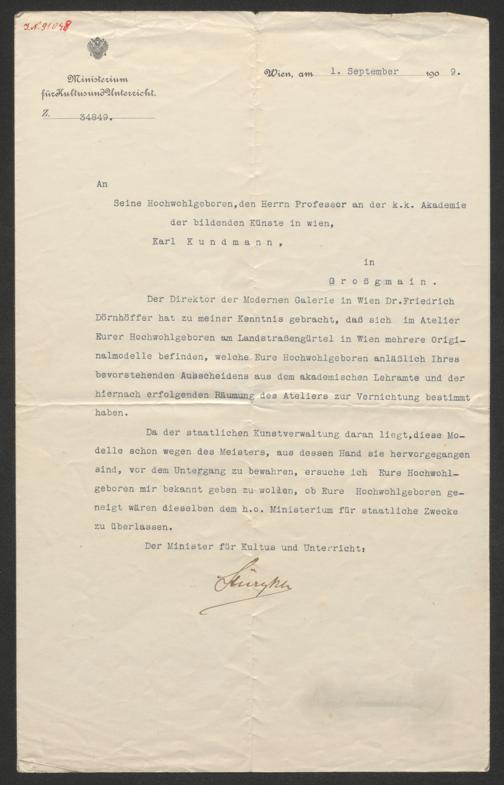 I.N. 91048
Ministerium
für Kultus und Unterricht.
Z. 34849.
Wien, am 1. September 1909.
An
Seine Hochwohlgeboren,den Herrn Professor an der k.k. Akademie
der bildenden Künste in wien,
Karl K u n d m a n n ,
in
G r o ß g m a i n .
Der Direktor der Modernen Galerie in Wien Dr.Friedrich
Dörnhöffer hat zu meiner Kenntnis gebracht, daß sich im Atelier
Eurer Hochwohlgeboren am Landstraßengürtel in Wien mehrere Origi-
nalmodelle befinden, welche Eure Hochwohlgeboren anläßlich Ihres
bevorstehenden Ausscheidens aus dem akademischen Lehramte und der
hiernach erfolgenden Räumung des Ateliers zur Vernichtung bestimmt
haben.
Da der staatlichen Kunstverwaltung daran liegt,diese Mo-
delle schon wegen des Meisters, aus dessen Hand sie hervorgegangen
sind, vor dem Untergang zu bewahren, ersuche ich Eure Hochwohl-
geboren mir bekannt geben zu wollen, ob Eure Hochwohlgeboren ge-
neigt wären dieselben dem h.o. Ministerium für staatliche Zwecke
zu überlassen.
Der Minister für Kultus und Unterricht:
Stürgkh